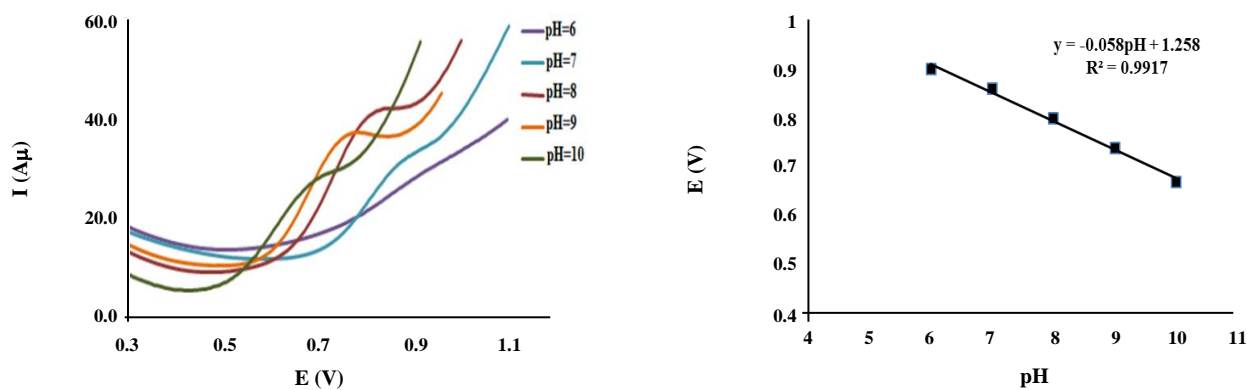 60.0
40.0
20.0
0.0
0.3
0.5
0.7
0.9
1.1
I (Aµ)
E (V)
pH=6
pH=7
pH=8
pH=9
pH=10
1
0.9
0.8
0.7
0.6
0.5
0.4
4
5
6
7
8
9
10
11
E (V)
pH
y = -0.058pH + 1.258
R² = 0.9917